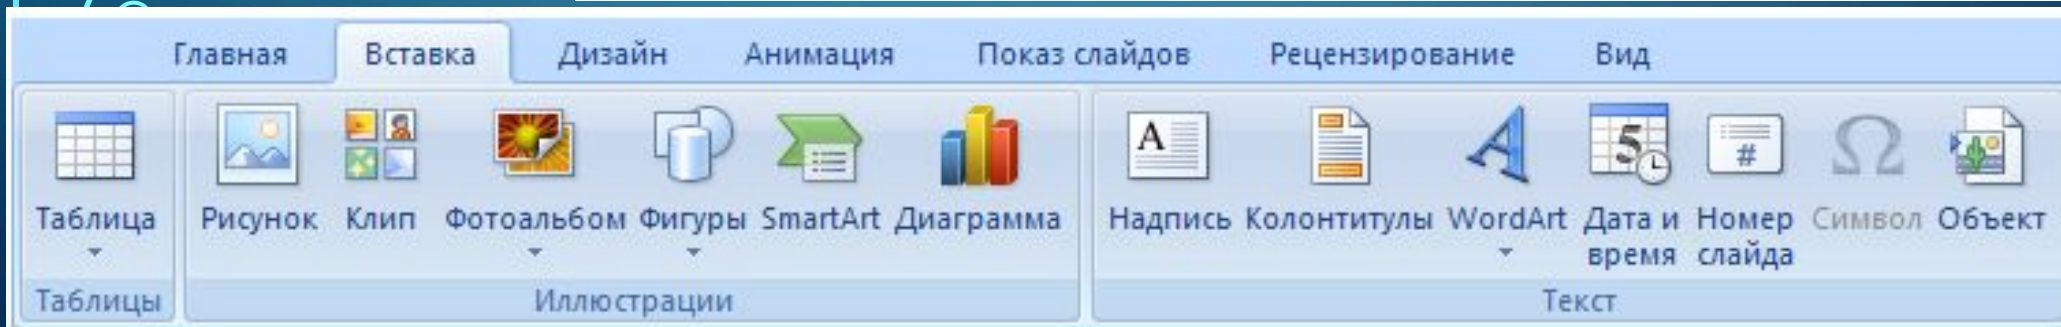 Главная Вставка Дизайн Анимация Показ слайдов Рецензирование Вид
Таблица Рисунок Клип Фотоальбом Фигуры SmartArt Диаграмма Надпись Колонтитулы WordArt Дата и Номер Символ Объект
время слайда
Таблицы Иллюстрации Текст